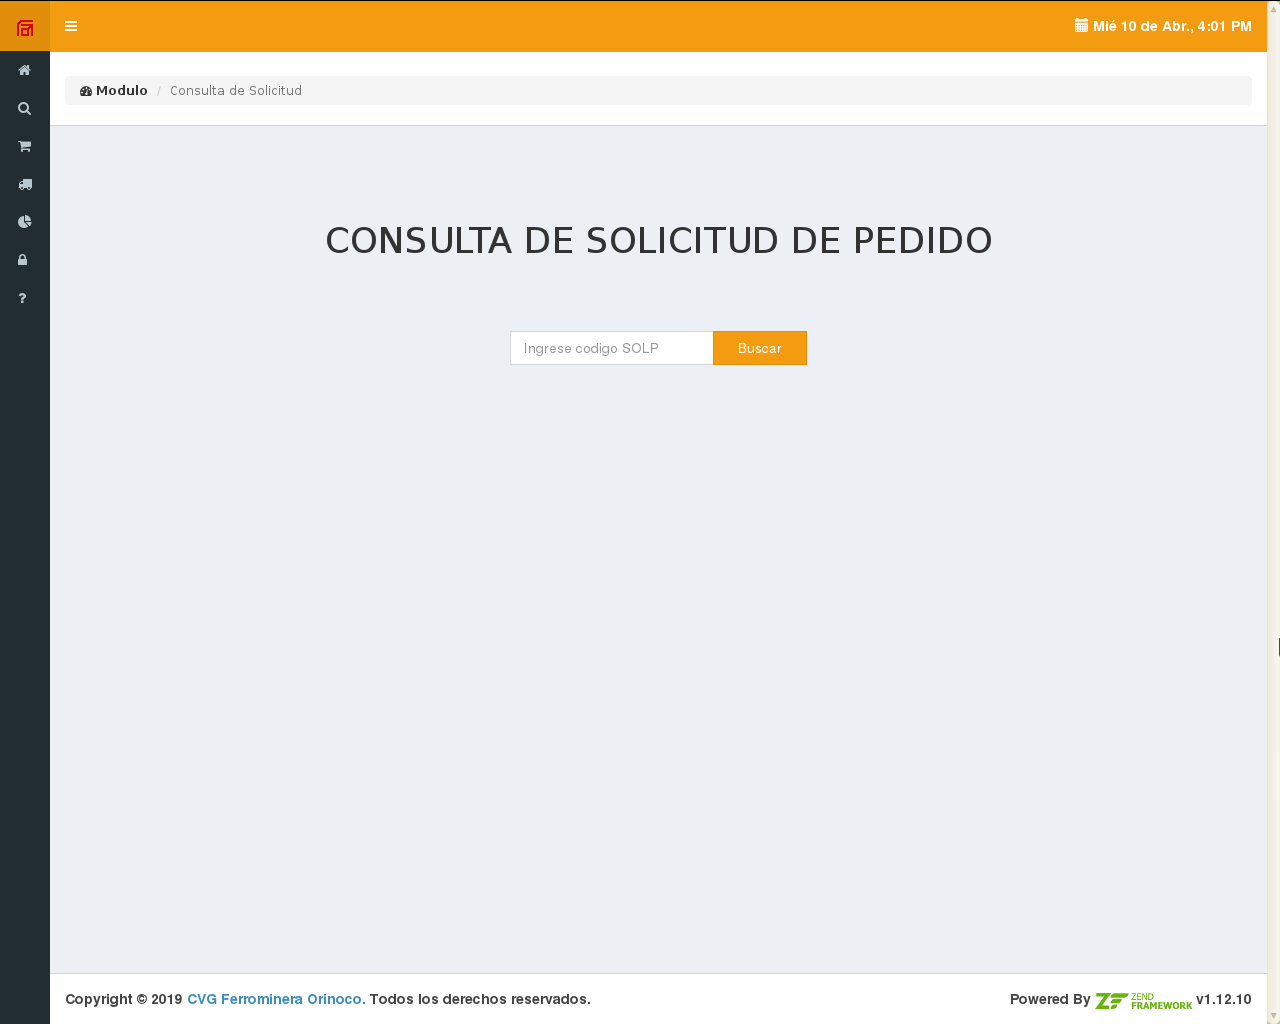 Mié 10 de Abr., 4:01 PM
Modulo / Consulta de Solicitud
CONSULTA DE SOLICITUD DE PEDIDO
Ingrese codigo SOLP Buscar
Copyright © 2019 CVG Ferrominera Orinoco. Todos los derechos reservados.
Powered By ZF ZEND FRAMEWORK v1.12.10